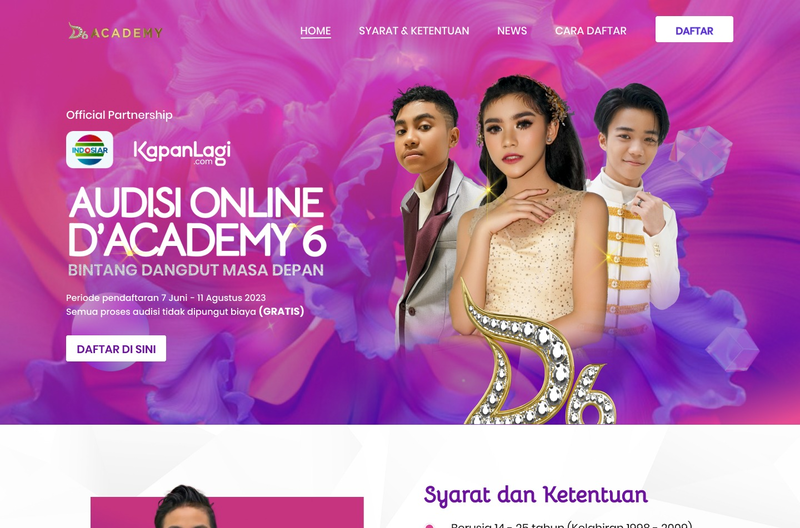 D6 ACADEMY
HOME
SYARAT & KETENTUAN
NEWS
CARA DAFTAR
DAFTAR
Official Partnership
INDOSIAR
KapanLagi
.com
AUDISI ONLINE
D'ACADEMY 6
BINTANG DANGDUT MASA DEPAN
Periode pendaftaran 7 Juni - 11 Agustus 2023
Semua proses audisi tidak dipungut biaya (GRATIS)
DAFTAR DI SINI
D6
Syarat dan Ketentuan
Berusia 14 - 25 tahun (Kelahiran 1998 - 2009)